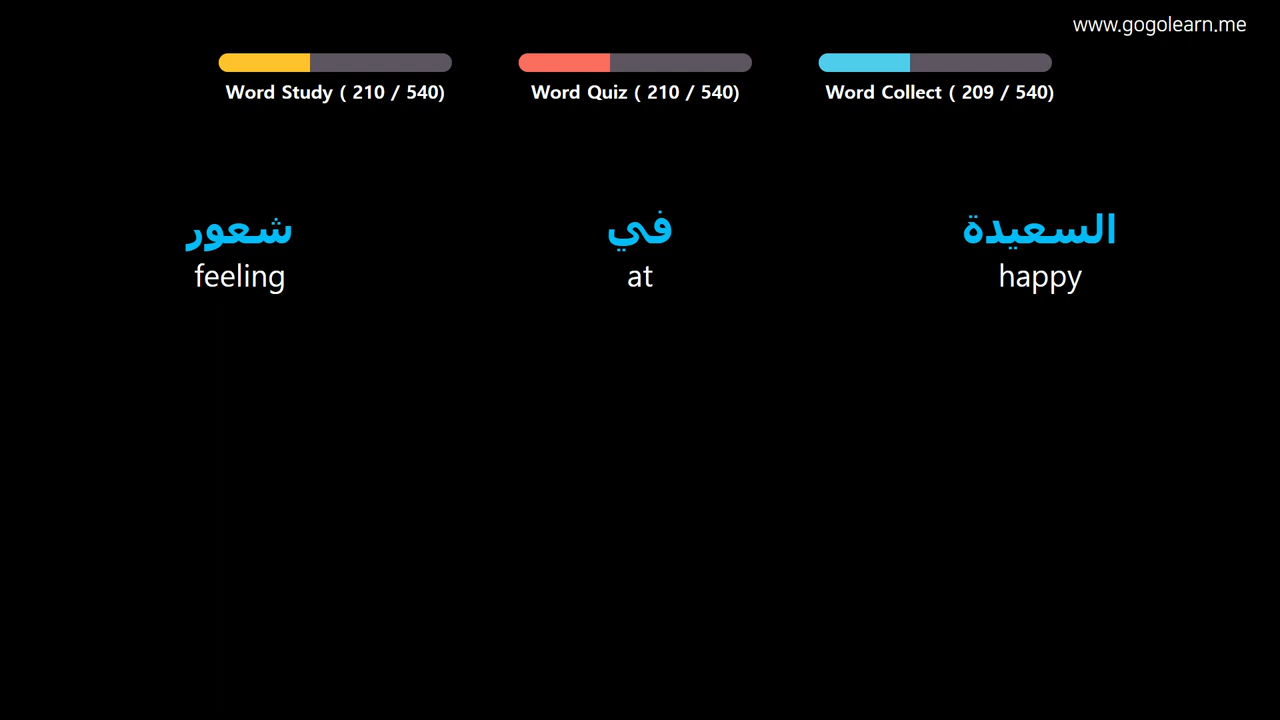 www.gogolearn.me
Word Study ( 210 / 540)
Word Quiz ( 210 / 540)
Word Collect ( 209 / 540)
شعور
feeling
في
at
السعيدة
happy